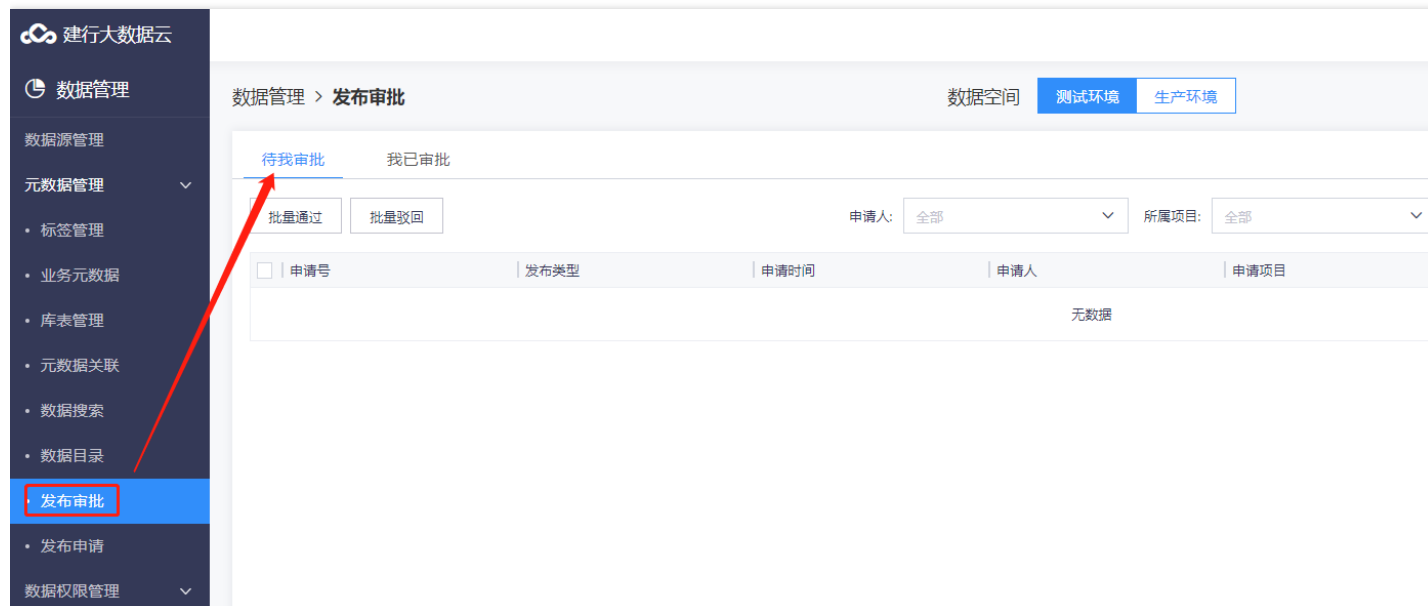 建行大数据云
数据管理
数据源管理
元数据管理
• 标签管理
• 业务元数据
• 库表管理
• 元数据关联
• 数据搜索
• 数据目录
• 发布审批
• 发布申请
数据权限管理
数据管理 > 发布审批 数据空间 测试环境 生产环境
待我审批 我已审批
批量通过 批量驳回 申请人: 全部 所属项目: 全部
申请号 发布类型 申请时间 申请人 申请项目
无数据